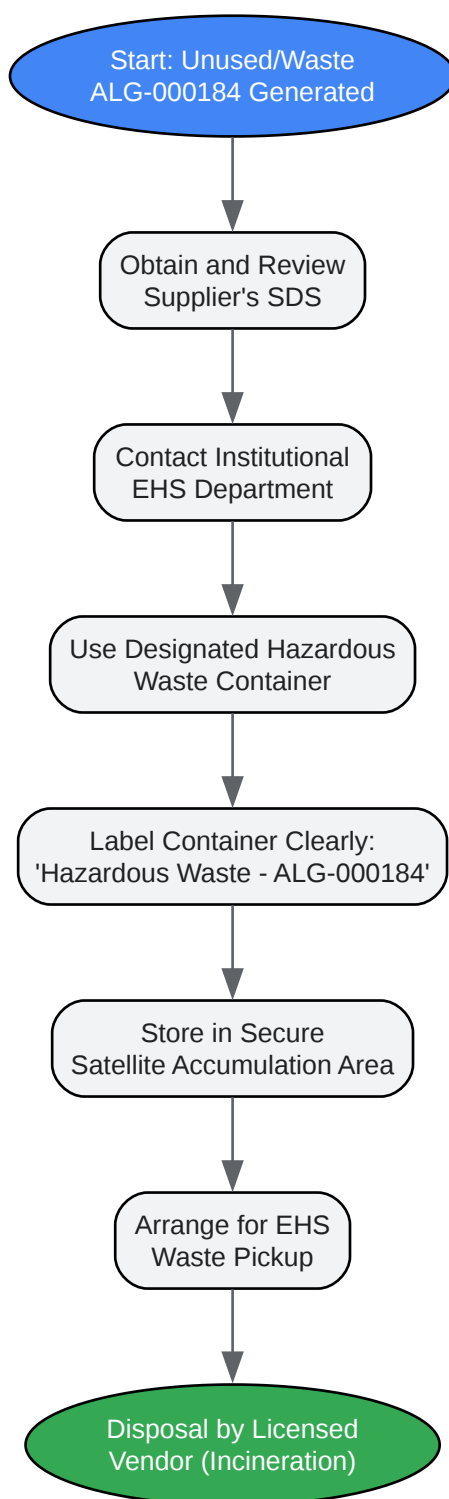 Start: Unused/Waste
ALG-000184 Generated
Obtain and Review
Supplier's SDS
Contact Institutional
EHS Department
Use Designated Hazardous
Waste Container
Label Container Clearly:
'Hazardous Waste - ALG-000184'
Store in Secure
Satellite Accumulation Area
Arrange for EHS
Waste Pickup
Disposal by Licensed
Vendor (Incineration)